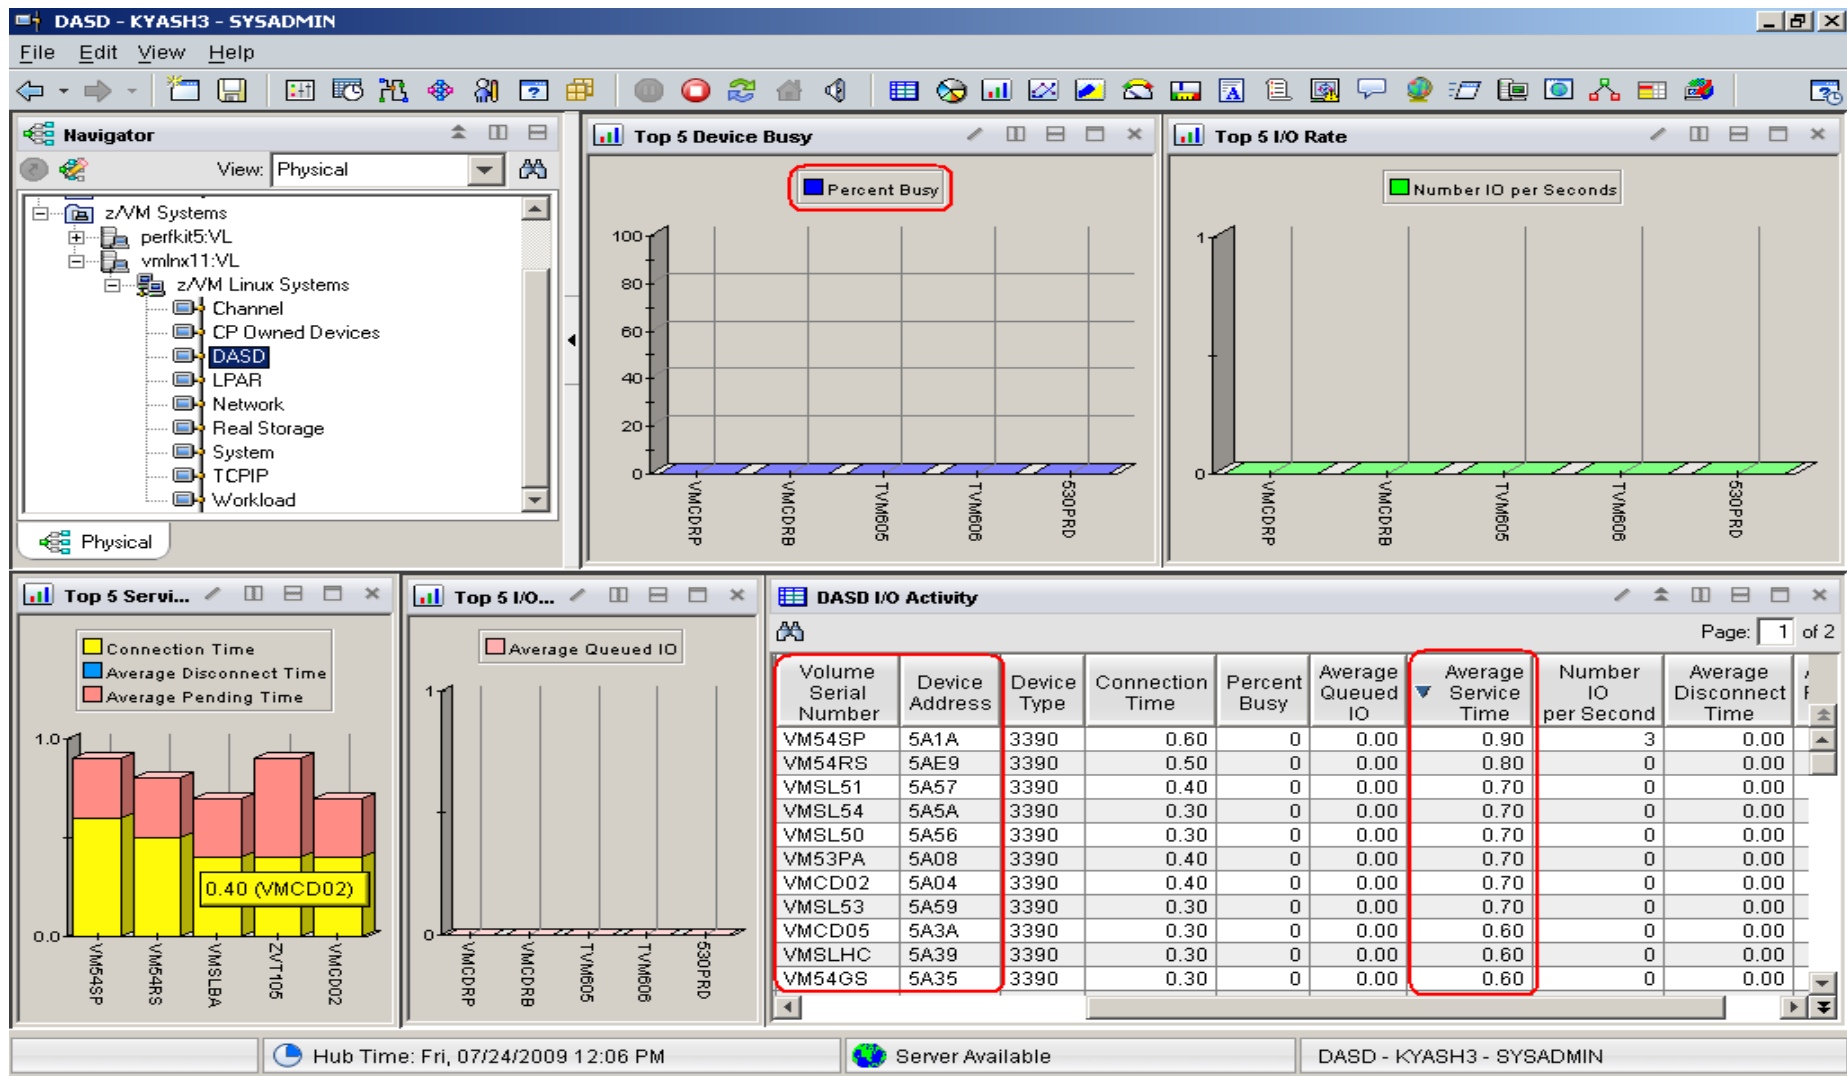 DASD - KYASH3 - SYSADMIN
File Edit View Help
Navigator
View: Physical
z/VM Systems
perfkit5:VL
vmlnx11:VL
z/VM Linux Systems
Channel
CP Owned Devices
DASD
LPAR
Network
Real Storage
System
TCPIP
Workload
Physical
Top 5 Device Busy
Percent Busy
100
80
60
40
20
0
VMCDRP VMCDRB TVM605 TVM606 530PRD
Top 5 I/O Rate
Number IO per Seconds
1
0
VMCDRP VMCDRB TVM605 TVM606 530PRD
Top 5 Servi...
Connection Time
Average Disconnect Time
Average Pending Time
1.0
0.40 (VMCD02)
0.0
VM54SP VM54RS VMSLBA ZVT105 VMCD02
Top 5 I/O...
Average Queued IO
1
0
VMCDRP VMCDRB TVM605 TVM606 530PRD
DASD I/O Activity
Page: 1 of 2
Volume Serial Number Device Address Device Type Connection Time Percent Busy Average Queued IO Average Service Time Number IO per Second Average Disconnect Time
VM54SP 5A1A 3390 0.60 0 0.00 0.90 3 0.00
VM54RS 5AE9 3390 0.50 0 0.00 0.80 0 0.00
VMSL51 5A57 3390 0.40 0 0.00 0.70 0 0.00
VMSL54 5A5A 3390 0.30 0 0.00 0.70 0 0.00
VMSL50 5A56 3390 0.30 0 0.00 0.70 0 0.00
VM53PA 5A08 3390 0.40 0 0.00 0.70 0 0.00
VMCD02 5A04 3390 0.40 0 0.00 0.70 0 0.00
VMSL53 5A59 3390 0.30 0 0.00 0.70 0 0.00
VMCD05 5A3A 3390 0.30 0 0.00 0.60 0 0.00
VMSLHC 5A39 3390 0.30 0 0.00 0.60 0 0.00
VM54GS 5A35 3390 0.30 0 0.00 0.60 0 0.00
Hub Time: Fri, 07/24/2009 12:06 PM
Server Available
DASD - KYASH3 - SYSADMIN